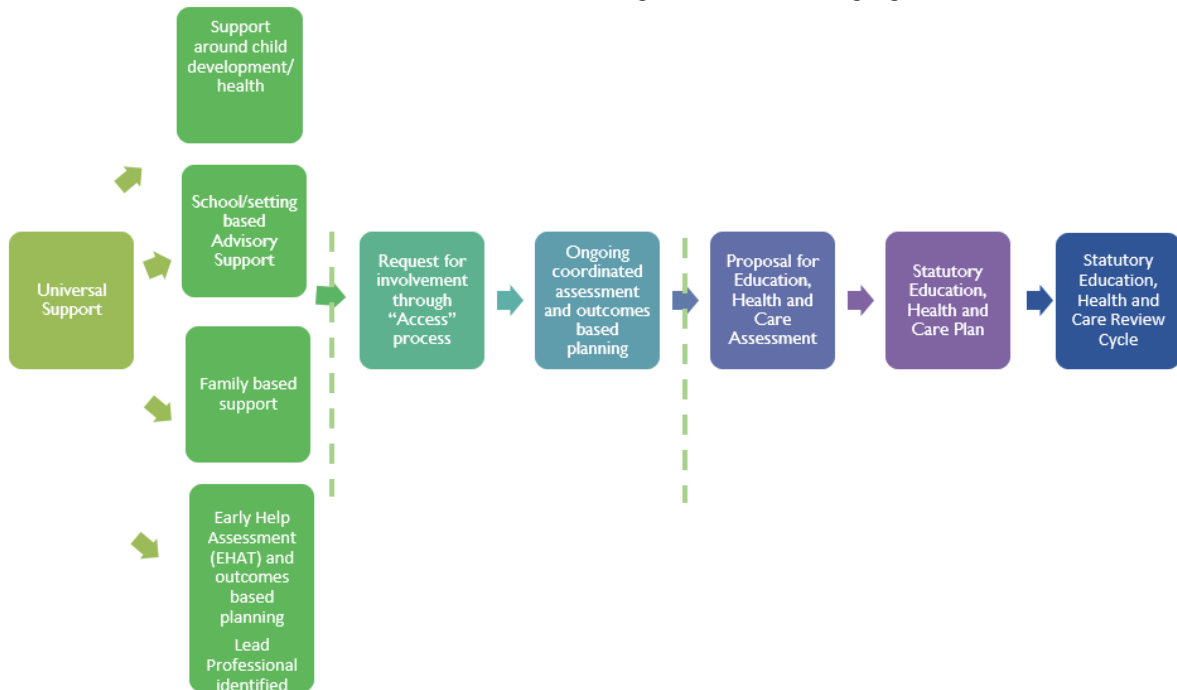 Support
around child
development/
health
School/setting
based
Advisory
Support
Universal
Support
Family based
support
Early Help
Assessment
(EHAT) and
outcomes
based
planning
Lead
Professional
identified
Request for
involvement
through
“Access”
process
Ongoing
coordinated
assessment
and outcomes
based
planning
Proposal for
Education,
Health and
Care
Assessment
Statutory
Education,
Health and
Care Plan
Statutory
Education,
Health and
Care Review
Cycle